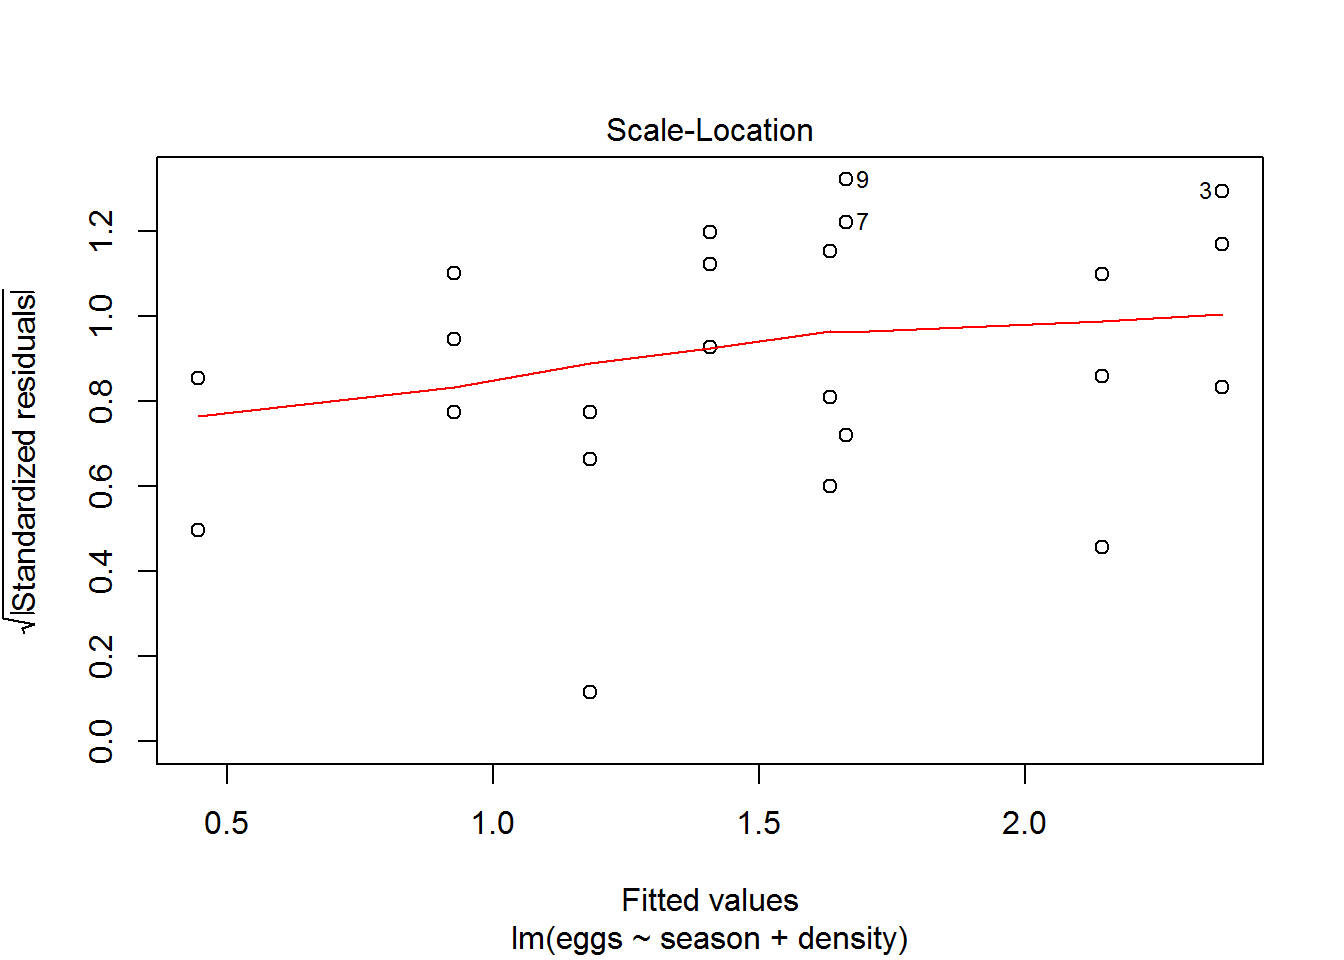 Scale-Location
√|Standardized residuals|
1.2
1.0
0.8
0.6
0.4
0.2
0.0
9
7
3
0.5 1.0 1.5 2.0
Fitted values
lm(eggs ~ season + density)